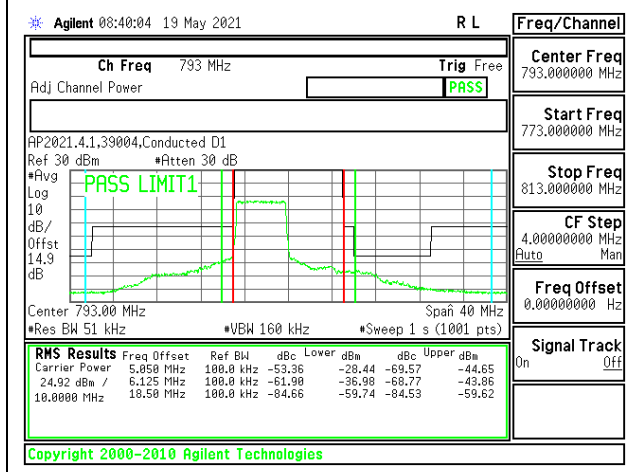 Agilent 08:40:04 19 May 2021 R L
Freq/Channel
Ch Freq 793 MHz Trig Free
Adj Channel Power PASS
Center Freq
793.000000 MHz
Start Freq
773.000000 MHz
Stop Freq
813.000000 MHz
CF Step
4.00000000 MHz
Auto Man
Freq Offset
0.00000000 Hz
Signal Track
On Off
AP2021.4.1,39004,Conducted D1
Ref 30 dBm #Atten 30 dB
#Avg
Log
10
dB/
Offst
14.9
dB
PASS LIMIT1
Center 793.00 MHz Span 40 MHz
#Res BW 51 kHz #VBW 160 kHz #Sweep 1 s (1001 pts)
RMS Results Freq Offset Ref BW dBc Lower dBm dBc Upper dBm
Carrier Power 5.050 MHz 100.0 kHz -53.36 -28.44 -69.57 -44.65
24.92 dBm / 6.125 MHz 100.0 kHz -61.90 -36.98 -68.77 -43.86
10.0000 MHz 18.50 MHz 100.0 kHz -84.66 -59.74 -84.53 -59.62
Copyright 2000-2010 Agilent Technologies